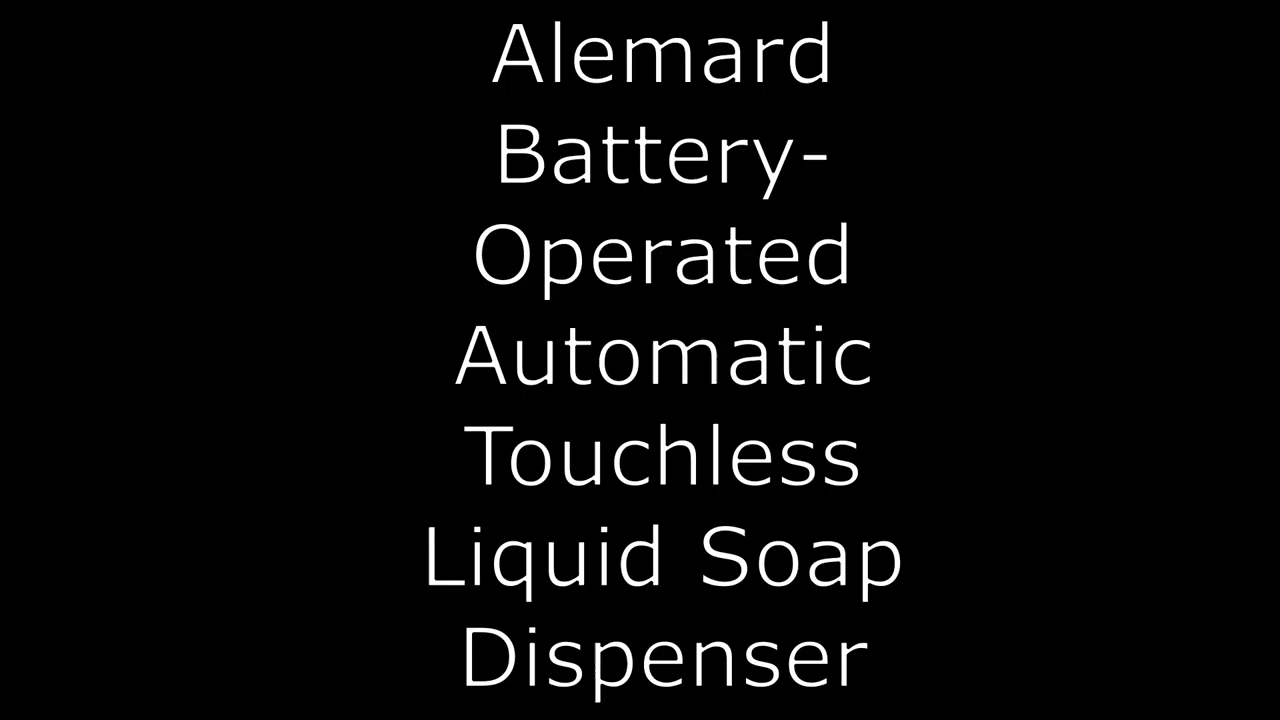 Alemard
Battery-
Operated
Automatic
Touchless
Liquid Soap
Dispenser